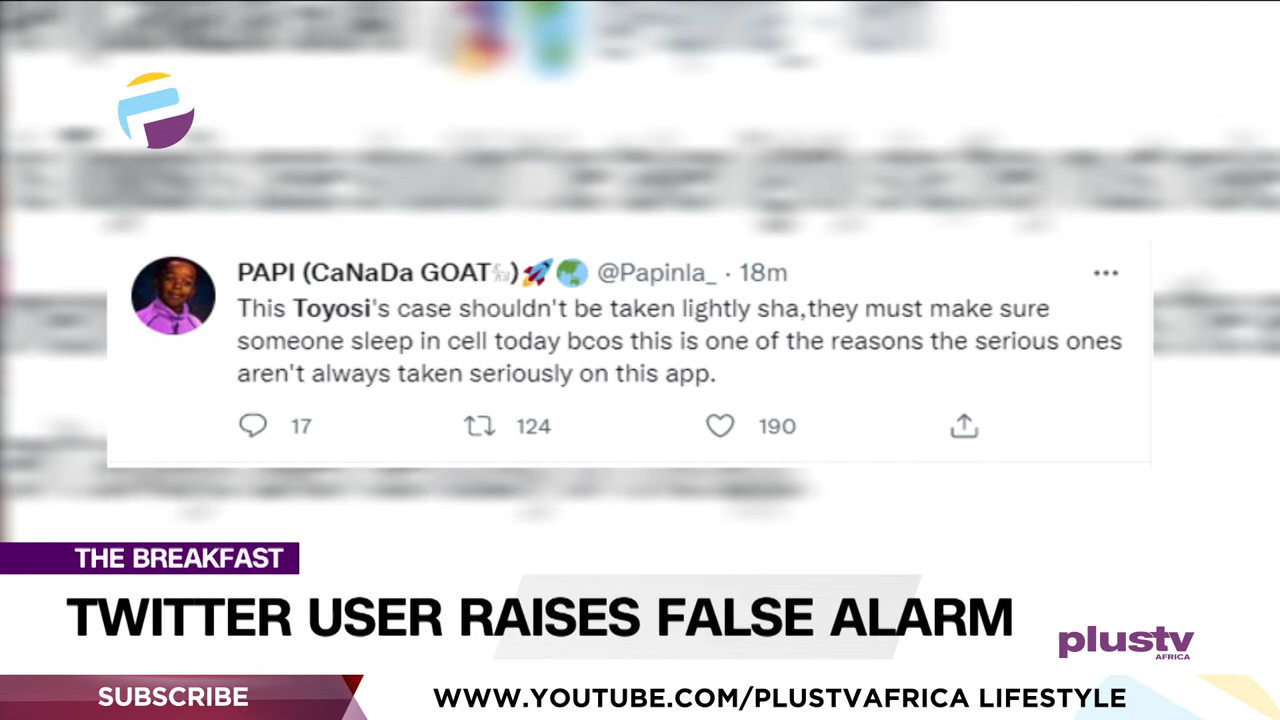 PAPI (CaNaDa GOAT🐐)🚀🌏 @Papinla_ · 18m
This Toyosi's case shouldn't be taken lightly sha,they must make sure
someone sleep in cell today bcos this is one of the reasons the serious ones
aren't always taken seriously on this app.
17 124 190
THE BREAKFAST
TWITTER USER RAISES FALSE ALARM
plustv
AFRICA
SUBSCRIBE WWW.YOUTUBE.COM/PLUSTVAFRICA LIFESTYLE